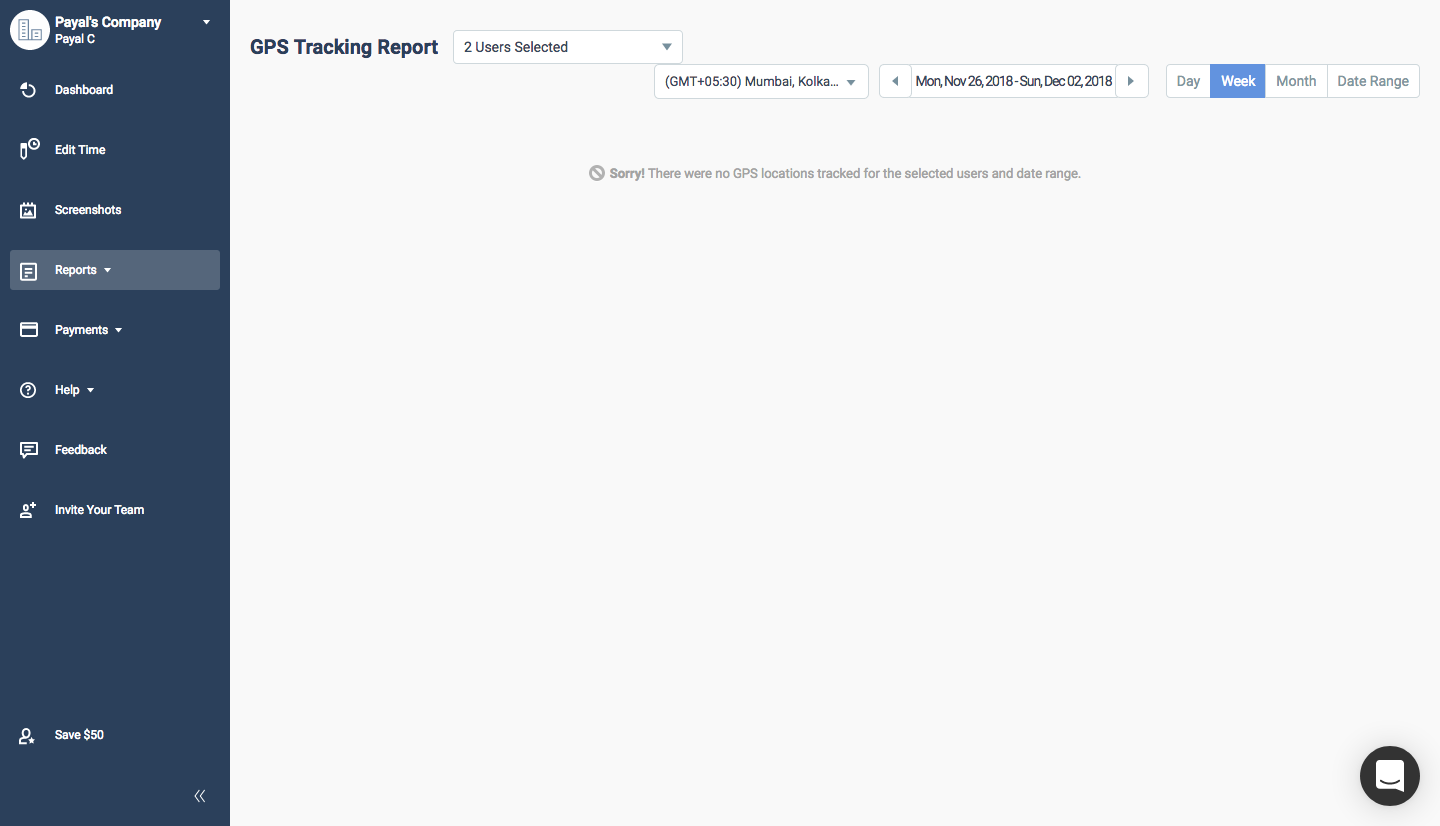 Payal's Company
Payal C
Dashboard
Edit Time
Screenshots
Reports
Payments
Help
Feedback
Invite Your Team
Save $50
GPS Tracking Report
2 Users Selected
(GMT+05:30) Mumbai, Kolka...
Mon, Nov 26, 2018 - Sun, Dec 02, 2018
Day
Week
Month
Date Range
Sorry! There were no GPS locations tracked for the selected users and date range.